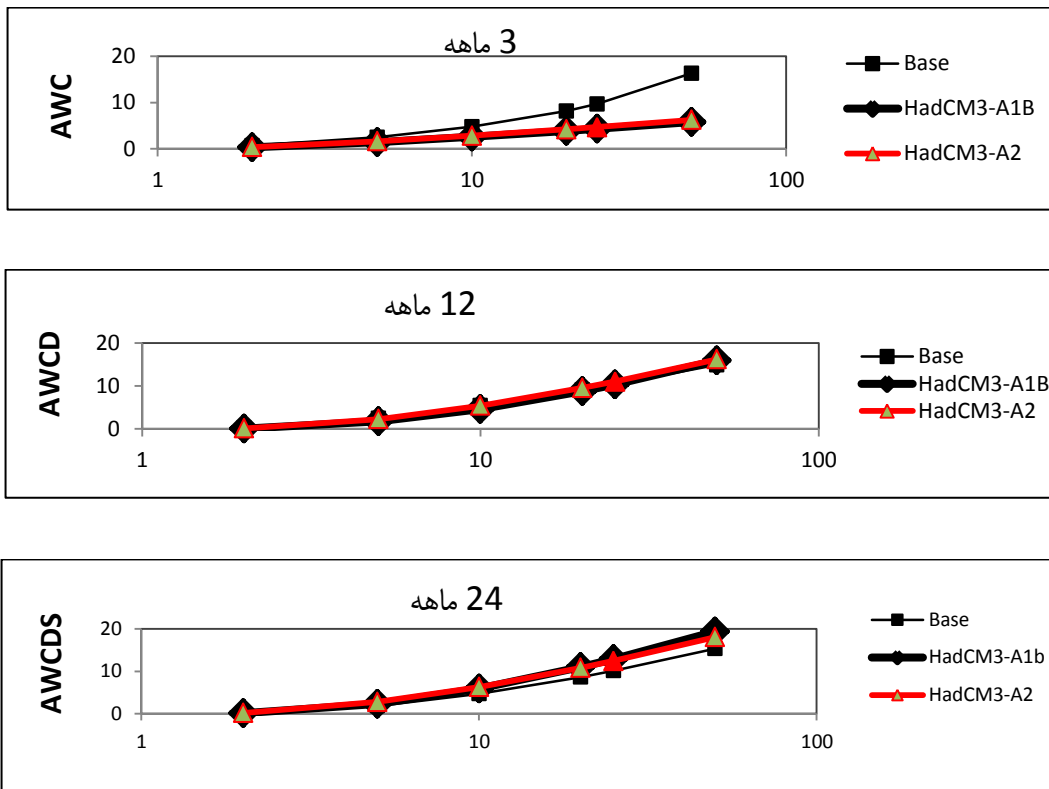 3 ماهه
AWC
20
10
0
1
10
100
Base
HadCM3-A1B
HadCM3-A2
12 ماهه
AWCD
20
10
0
1
10
100
Base
HadCM3-A1B
HadCM3-A2
24 ماهه
AWCDS
20
10
0
1
10
100
Base
HadCM3-A1b
HadCM3-A2